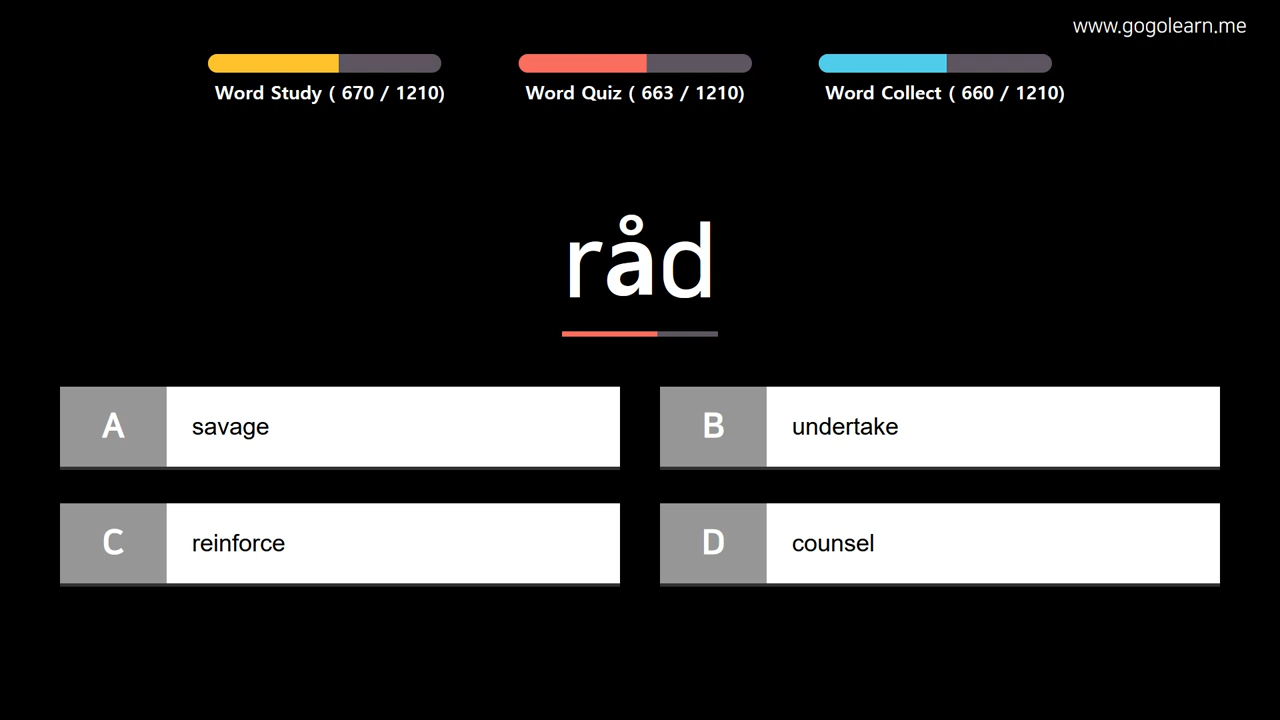 www.gogolearn.me
Word Study ( 670 / 1210)
Word Quiz ( 663 / 1210)
Word Collect ( 660 / 1210)
råd
A savage
B undertake
C reinforce
D counsel